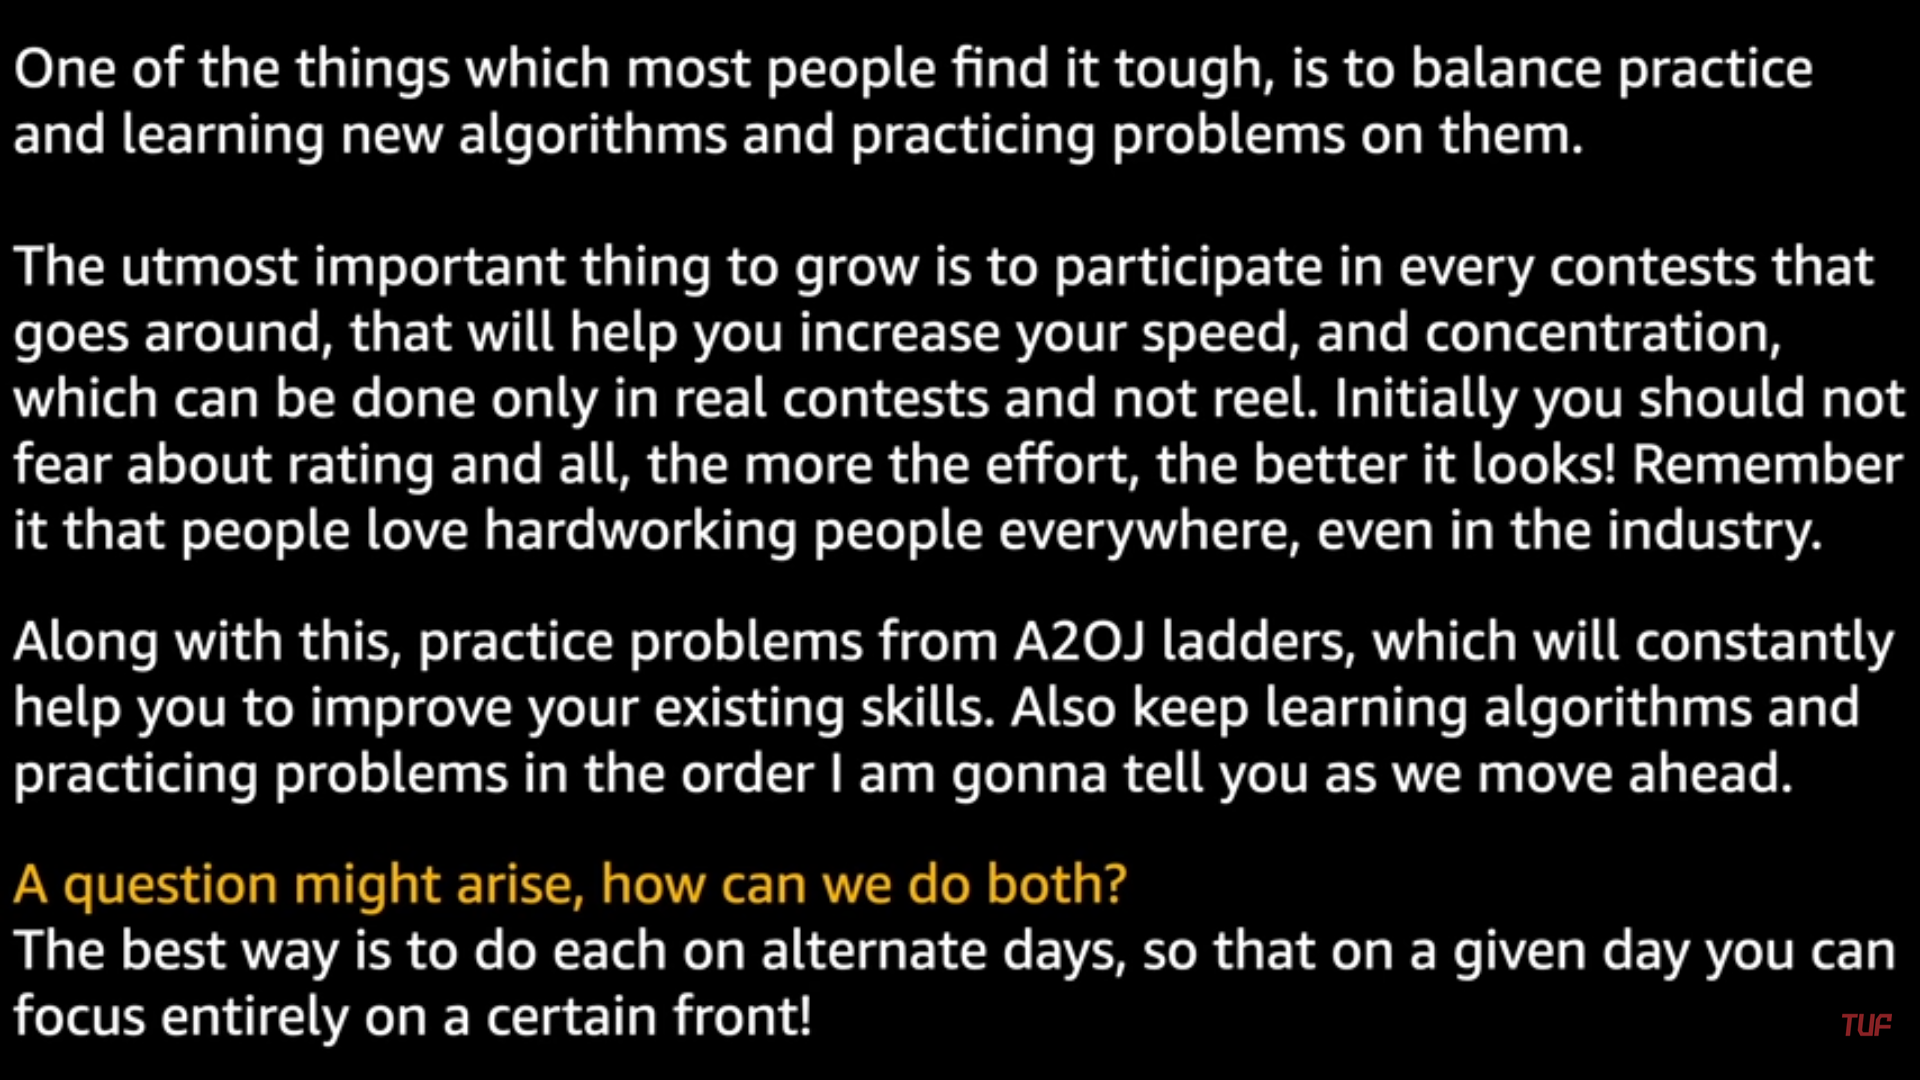 One of the things which most people find it tough, is to balance practice
and learning new algorithms and practicing problems on them.
The utmost important thing to grow is to participate in every contests that
goes around, that will help you increase your speed, and concentration,
which can be done only in real contests and not reel. Initially you should not
fear about rating and all, the more the effort, the better it looks! Remember
it that people love hardworking people everywhere, even in the industry.
Along with this, practice problems from A2OJ ladders, which will constantly
help you to improve your existing skills. Also keep learning algorithms and
practicing problems in the order I am gonna tell you as we move ahead.
A question might arise, how can we do both?
The best way is to do each on alternate days, so that on a given day you can
focus entirely on a certain front!
TUF